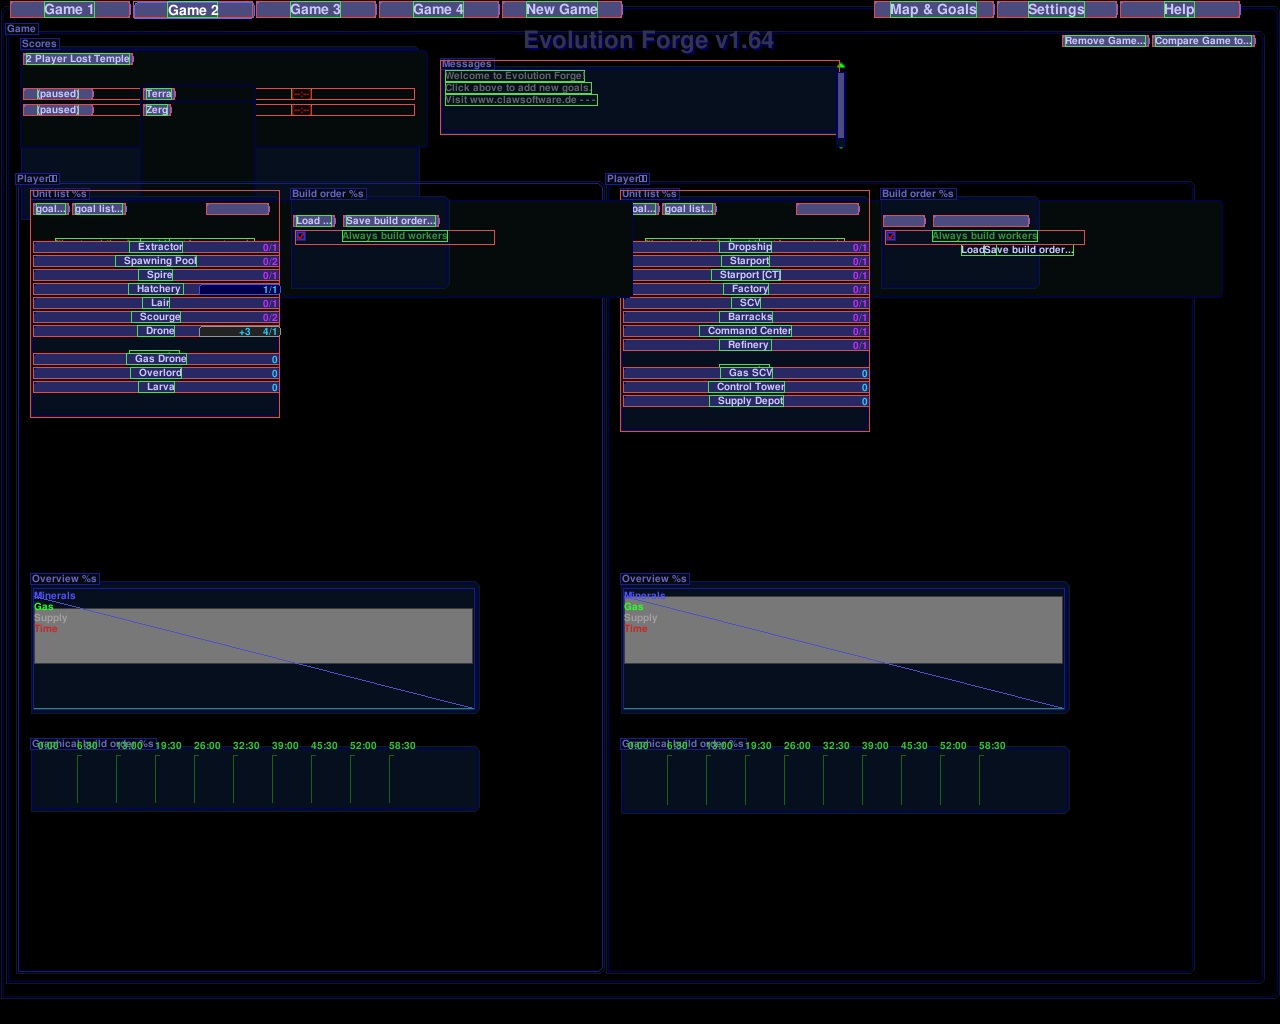 Game 1 Game 2 Game 3 Game 4 New Game Map & Goals Settings Help
Game
Evolution Forge v1.64
Remove Game... Compare Game to...
Scores
2 Player Lost Temple
[paused] Terra --:--
[paused] Zerg --:--
Messages
Welcome to Evolution Forge
Click above to add new goals.
Visit www.clawsoftware.de - - -
Player
Unit list %s
goal... goal list...
Extractor 0/1
Spawning Pool 0/2
Spire 0/1
Hatchery 1/1
Lair 0/1
Scourge 0/2
Drone +3 4/1
Gas Drone 0
Overlord 0
Larva 0
Build order %s
Load ... Save build order...
Always build workers
Overview %s
Minerals
Gas
Supply
Time
Graphical build order %s
0:00 6:30 13:00 19:30 26:00 32:30 39:00 45:30 52:00 58:30
Player
Unit list %s
oal... goal list...
Dropship 0/1
Starport 0/1
Starport [CT] 0/1
Factory 0/1
SCV 0/1
Barracks 0/1
Command Center 0/1
Refinery 0/1
Gas SCV 0
Control Tower 0
Supply Depot 0
Build order %s
Always build workers
Load Save build order...
Overview %s
Minerals
Gas
Supply
Time
Graphical build order %s
0:00 6:30 13:00 19:30 26:00 32:30 39:00 45:30 52:00 58:30